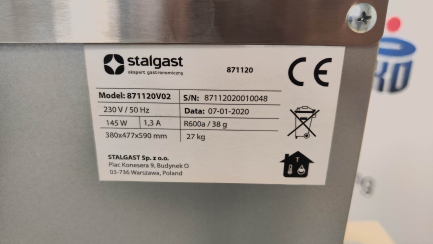 stalgast
ekspert gastronomiczny
871120
CE
Model: 871120V02
S/N: 87112020010048
230 V / 50 Hz
Data: 07-01-2020
145 W 1,3 A
R600a / 38 g
380x477x590 mm
27 kg
STALGAST Sp. z o.o.
Plac Konesera 9, Budynek O
03-736 Warszawa, Poland
T